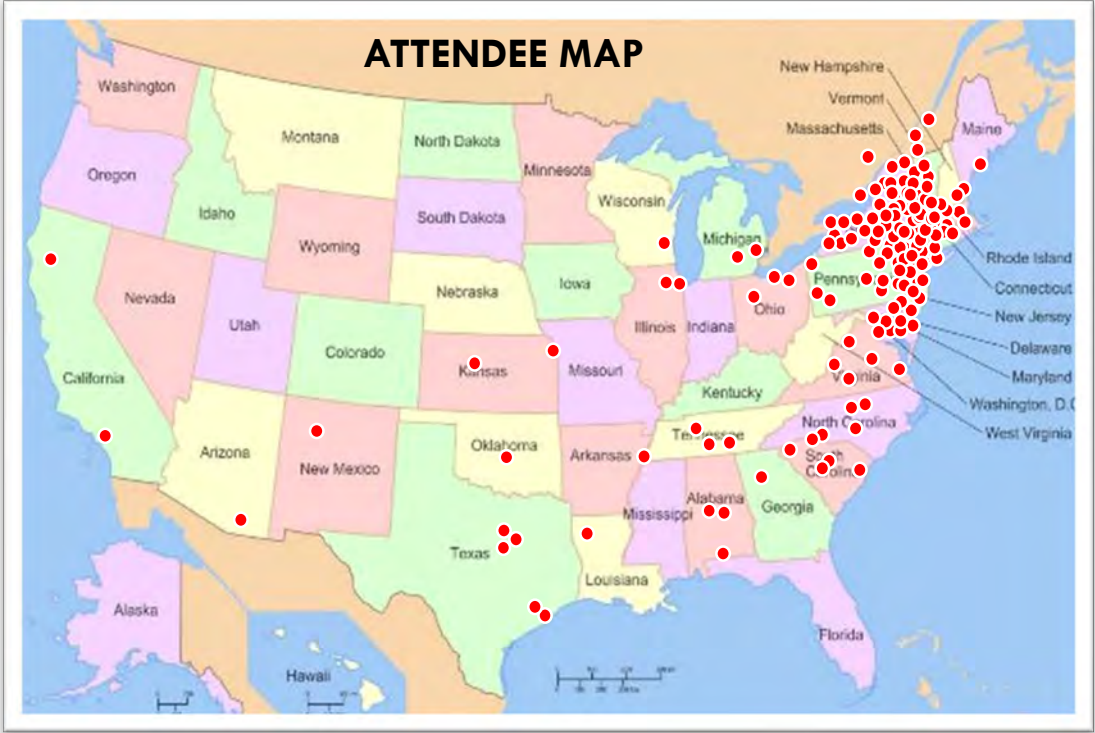 ATTENDEE MAP
New Hampshire
Vermont
Massachusetts
Maine
Washington
Montana
North Dakota
Minnesota
Oregon
Idaho
Wisconsin
South Dakota
Michigan
Wyoming
Rhode Island
Iowa
Pennsy
Connecticut
Nebraska
Nevada
Ohio
New Jersey
Utah
Illinois
Indiana
Colorado
Delaware
Kansas
Missouri
California
Virginia
Maryland
Kentucky
Washington, D.C
North Carolina
West Virginia
Tennessee
Oklahoma
Arizona
Arkansas
South
Carolina
New Mexico
Alabama
Georgia
Mississippi
Texas
Louisiana
Alaska
Florida
Hawaii